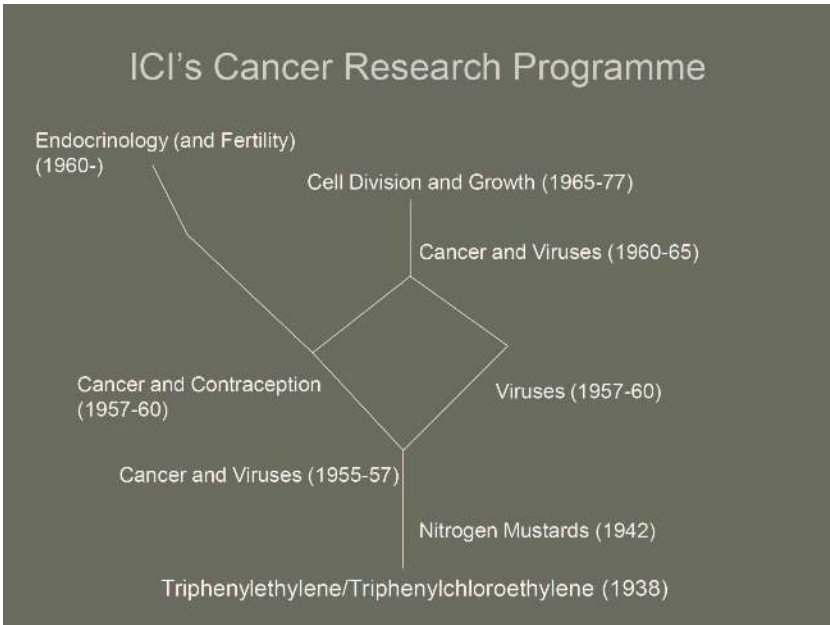 ICI's Cancer Research Programme
Endocrinology (and Fertility)
(1960-)
Cell Division and Growth (1965-77)
Cancer and Viruses (1960-65)
Cancer and Contraception
(1957-60)
Viruses (1957-60)
Cancer and Viruses (1955-57)
Nitrogen Mustards (1942)
Triphenylethylene/Triphenylchloroethylene (1938)